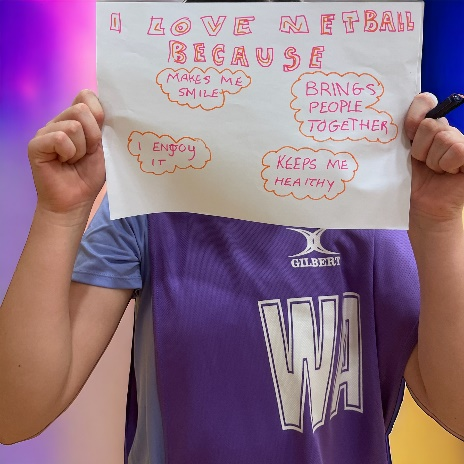 I LOVE NETBALL
BECAUSE
MAKES ME
SMILE
BRINGS
PEOPLE
TOGETHER
I ENJOY
IT
KEEPS ME
HEALTHY
GILBERT
WA